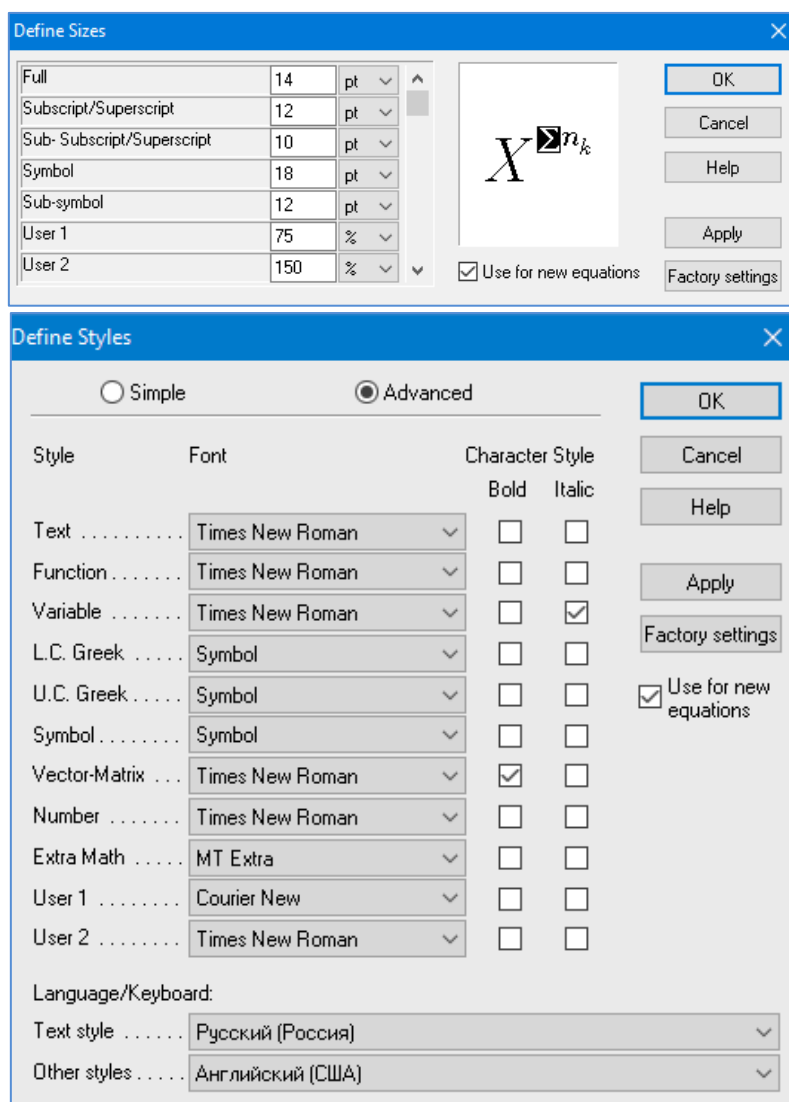 Define Sizes
Full 14 pt
Subscript/Superscript 12 pt
Sub- Subscript/Superscript 10 pt
Symbol 18 pt
Sub-symbol 12 pt
User 1 75 %
User 2 150 %
X Σ n k
Use for new equations
OK
Cancel
Help
Apply
Factory settings
Define Styles
Simple Advanced
Style Font Character Style
Bold Italic
Text .......... Times New Roman
Function ....... Times New Roman
Variable ....... Times New Roman
L.C. Greek ..... Symbol
U.C. Greek ..... Symbol
Symbol ........ Symbol
Vector-Matrix ... Times New Roman
Number ....... Times New Roman
Extra Math ..... MT Extra
User 1 ........ Courier New
User 2 ........ Times New Roman
OK
Cancel
Help
Apply
Factory settings
Use for new
equations
Language/Keyboard:
Text style ...... Русский (Россия)
Other styles ..... Английский (США)